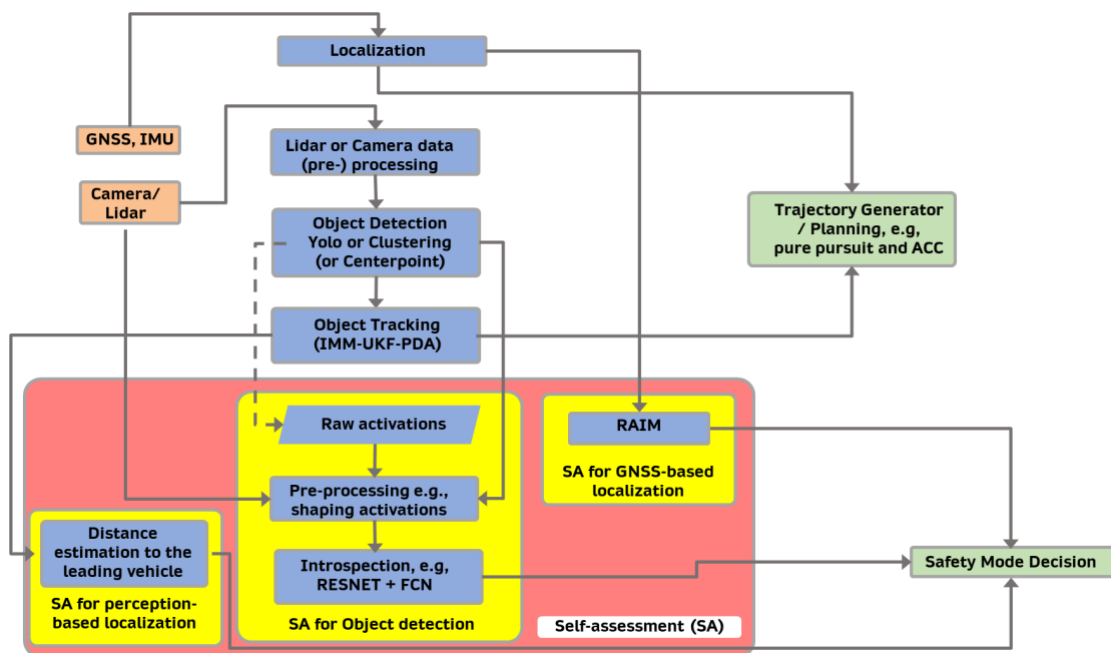 Localization
GNSS, IMU
Lidar or Camera data
(pre-) processing
Camera/
Lidar
Object Detection
Yolo or Clustering
(or Centerpoint)
Trajectory Generator
/ Planning, e.g,
pure pursuit and ACC
Object Tracking
(IMM-UKF-PDA)
Raw activations
RAIM
SA for GNSS-based
localization
Pre-processing e.g.,
shaping activations
Distance
estimation to the
leading vehicle
SA for perception-
based localization
Introspection, e.g,
RESNET + FCN
SA for Object detection
Safety Mode Decision
Self-assessment (SA)